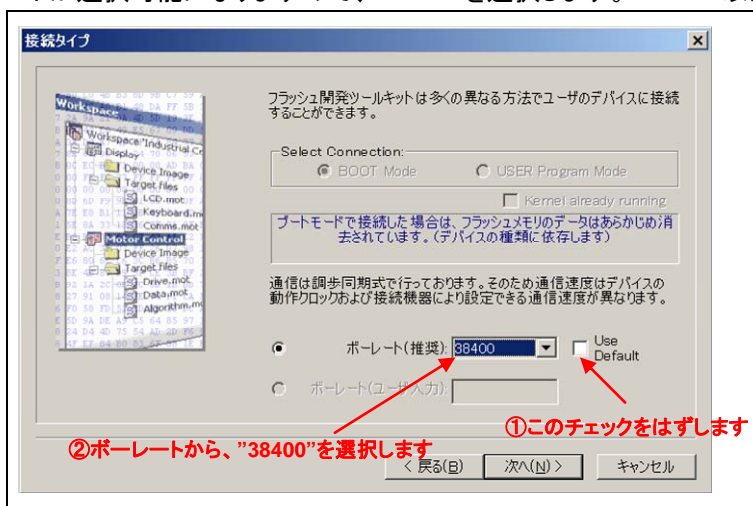 接続タイプ
Workspace
Workspace "Industrial Co
Display
Device Image
Target files
LCD.mot
Keyboard.m
Comms.mot
Motor Control
Device Image
Target files
Drive.mot
Data.mot
Algorithm.m
フラッシュ開発ツールキットは多くの異なる方法でユーザのデバイスに接続
することができます。
Select Connection:
BOOT Mode
USER Program Mode
Kernel already running
ブートモードで接続した場合は、フラッシュメモリのデータはあらかじめ消
去されています。(デバイスの種類に依存します)
通信は調歩同期式で行っております。そのため通信速度はデバイスの
動作クロックおよび接続機器により設定できる通信速度が異なります。
ボーレート(推奨):
38400
Use
Default
ボーレート(ユーザ入力):
①このチェックをはずします
②ボーレートから、"38400"を選択します
< 戻る(B)
次へ(N) >
キャンセル